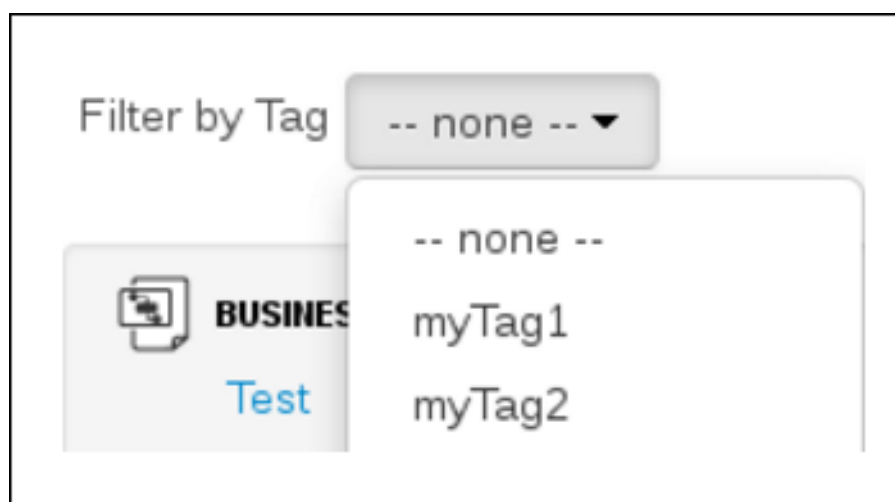 Filter by Tag -- none --
-- none --
BUSINES
myTag1
Test
myTag2